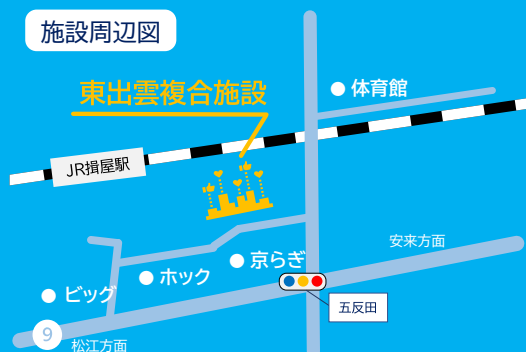 施設周辺図
東出雲複合施設
体育館
JR揖屋駅
安来方面
京らぎ
ホック
ビッグ
五反田
9
松江方面